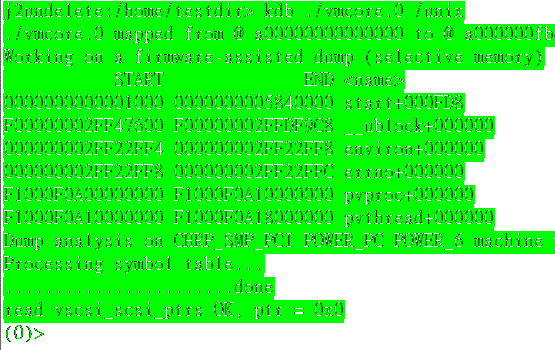 j2undelete:/home/testdir> kdb ./vmcore.0 /unix
./vmcore.0 mapped from @ a00000000000000 to @ a000000fb
Working on a firmware-assisted dump (selective memory)
START END <name>
0000000000001000 0000000005840000 start+000FD8
F00000002FF47600 F00000002FFDF9C8 __ublock+000000
000000002FF22FF4 000000002FF22FF8 environ+000000
000000002FF22FF8 000000002FF22FFC errno+000000
F1000F0A00000000 F1000F0A10000000 pvproc+000000
F1000F0A10000000 F1000F0A18000000 pvthread+000000
Dump analysis on CHRP_SMP_PCI POWER_PC POWER_6 machine
Processing symbol table...
.......................done
read vscsi_scsi_ptrs OK, ptr = 0x0
(0)>